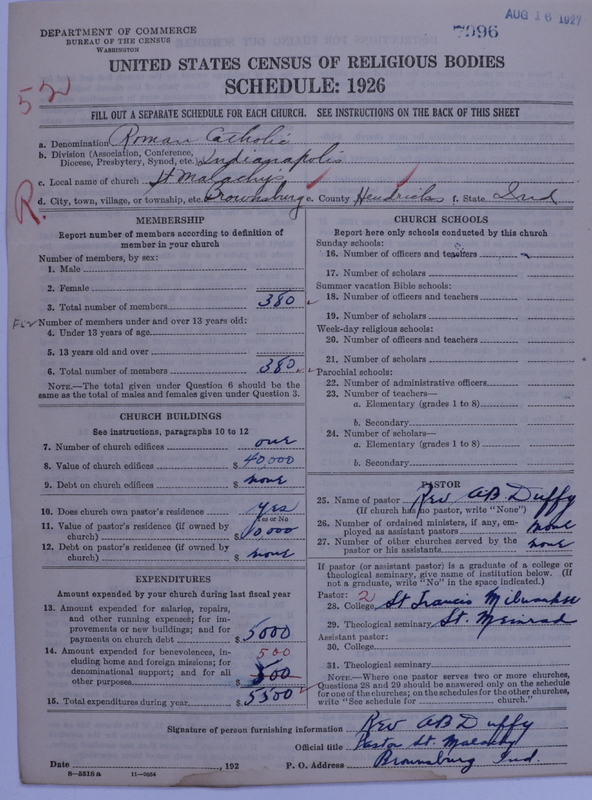 AUG 16 1927
7096
DEPARTMENT OF COMMERCE
BUREAU OF THE CENSUS
WASHINGTON
UNITED STATES CENSUS OF RELIGIOUS BODIES
SCHEDULE: 1926
52
FILL OUT A SEPARATE SCHEDULE FOR EACH CHURCH. SEE INSTRUCTIONS ON THE BACK OF THIS SHEET
a. Denomination Roman Catholic
b. Division (Association, Conference, Diocese, Presbytery, Synod, etc.) Indianapolis
c. Local name of church St Malachys
R. d. City, town, village, or township, etc. Brownsburg e. County Hendricks f. State Ind
MEMBERSHIP
Report number of members according to definition of
member in your church
Number of members, by sex:
1. Male
2. Female
3. Total number of members 380
Number of members under and over 13 years old:
4. Under 13 years of age
5. 13 years old and over
6. Total number of members 380
NOTE.—The total given under Question 6 should be
same as the total of males and females given under Question 3.
CHURCH BUILDINGS
See instructions, paragraphs 10 to 12
7. Number of church edifices one
8. Value of church edifices $ 40,000
9. Debt on church edifices $ none
10. Does church own pastor's residence yes
Yes or No
11. Value of pastor's residence (if owned by
church) $ 10,000
12. Debt on pastor's residence (if owned by
church) $ none
EXPENDITURES
Amount expended by your church during last fiscal year
13. Amount expended for salaries, repairs,
and other running expenses; for im-
provements or new buildings; and for
payments on church debt $ 5000
14. Amount expended for benevolences, in- 500
cluding home and foreign missions; for
denominational support; and for all
other purposes $ 500
15. Total expenditures during year $ 5500
CHURCH SCHOOLS
Report here only schools conducted by this church
Sunday schools:
16. Number of officers and teachers
17. Number of scholars
Summer vacation Bible schools:
18. Number of officers and teachers
19. Number of scholars
Week-day religious schools:
20. Number of officers and teachers
21. Number of scholars
Parochial schools:
22. Number of administrative officers
23. Number of teachers—
a. Elementary (grades 1 to 8)
b. Secondary
24. Number of scholars—
a. Elementary (grades 1 to 8)
b. Secondary
PASTOR
25. Name of pastor Rev AB Duffy
(If church has no pastor, write "None")
26. Number of ordained ministers, if any, em-
ployed as assistant pastors none
27. Number of other churches served by the
pastor or his assistants none
If pastor (or assistant pastor) is a graduate of a college or
theological seminary, give name of institution below. (If
not a graduate, write "No" in the space indicated.)
Pastor: 2
28. College St Francis Milwaukee
29. Theological seminary St. Meinrad
Assistant pastor:
30. College
31. Theological seminary
NOTE.—Where one pastor serves two or more churches,
Questions 28 and 29 should be answered only on the schedule
for one of the churches; on the schedules for the other churches,
write "See schedule for church."
Signature of person furnishing information Rev AB Duffy
Official title Pastor St. Malachy
Date , 192 P. O. Address Brownsburg Ind.
8—5518a 11—9554